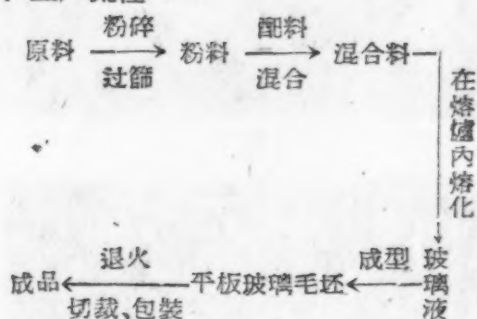 粉碎 配料
原料 粉料 混合料
过篩 混合
在熔爐內熔化
退火 成型 玻璃液
成品 平板玻璃毛坯
切裁、包裝